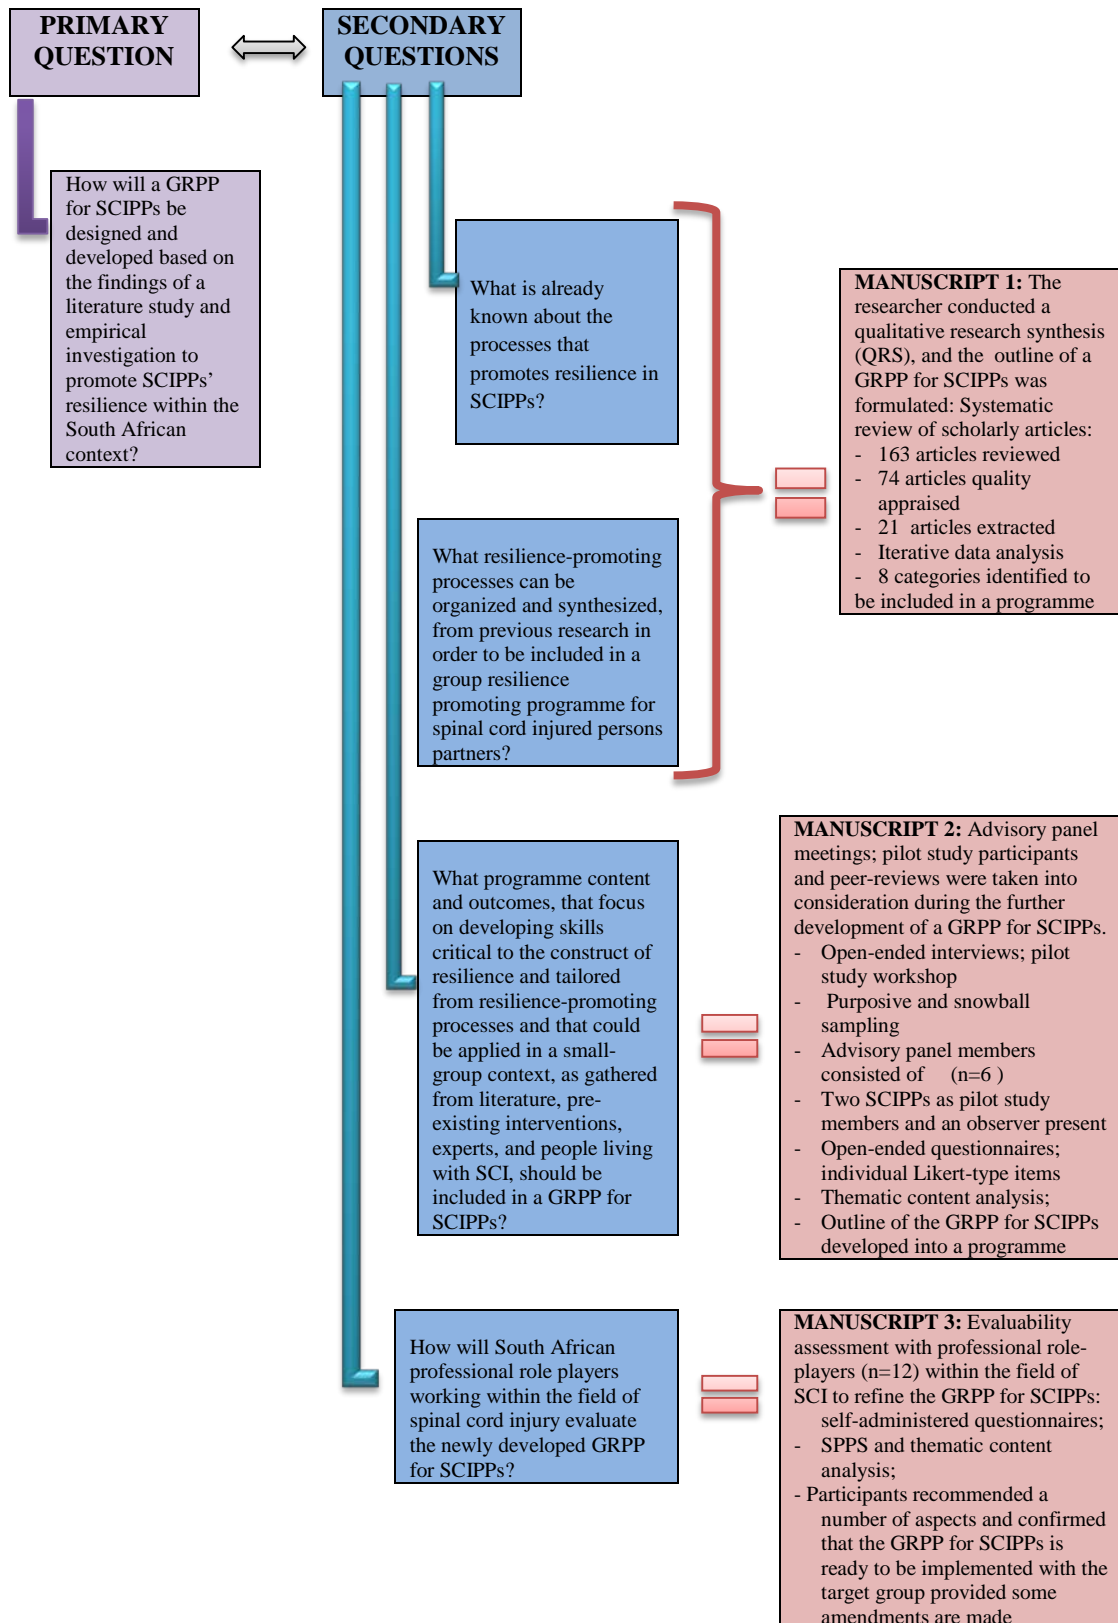 PRIMARY
QUESTION
SECONDARY
QUESTIONS
How will a GRPP
for SCIPPs be
designed and
developed based on
the findings of a
literature study and
empirical
investigation to
promote SCIPPs’
resilience within the
South African
context?
What is already
known about the
processes that
promotes resilience in
SCIPPs?
MANUSCRIPT 1: The
researcher conducted a
qualitative research synthesis
(QRS), and the outline of a
GRPP for SCIPPs was
formulated: Systematic
review of scholarly articles:
- 163 articles reviewed
- 74 articles quality
appraised
- 21 articles extracted
- Iterative data analysis
- 8 categories identified to
be included in a programme
What resilience-promoting
processes can be
organized and synthesized,
from previous research in
order to be included in a
group resilience
promoting programme for
spinal cord injured persons
partners?
What programme content
and outcomes, that focus
on developing skills
critical to the construct of
resilience and tailored
from resilience-promoting
processes and that could
be applied in a small-
group context, as gathered
from literature, pre-
existing interventions,
experts, and people living
with SCI, should be
included in a GRPP for
SCIPPs?
MANUSCRIPT 2: Advisory panel
meetings; pilot study participants
and peer-reviews were taken into
consideration during the further
development of a GRPP for SCIPPs.
- Open-ended interviews; pilot
study workshop
- Purposive and snowball
sampling
- Advisory panel members
consisted of (n=6 )
- Two SCIPPs as pilot study
members and an observer present
- Open-ended questionnaires;
individual Likert-type items
- Thematic content analysis;
- Outline of the GRPP for SCIPPs
developed into a programme
How will South African
professional role players
working within the field of
spinal cord injury evaluate
the newly developed GRPP
for SCIPPs?
MANUSCRIPT 3: Evaluability
assessment with professional role-
players (n=12) within the field of
SCI to refine the GRPP for SCIPPs:
self-administered questionnaires;
- SPPS and thematic content
analysis;
- Participants recommended a
number of aspects and confirmed
that the GRPP for SCIPPs is
ready to be implemented with the
target group provided some
amendments are made